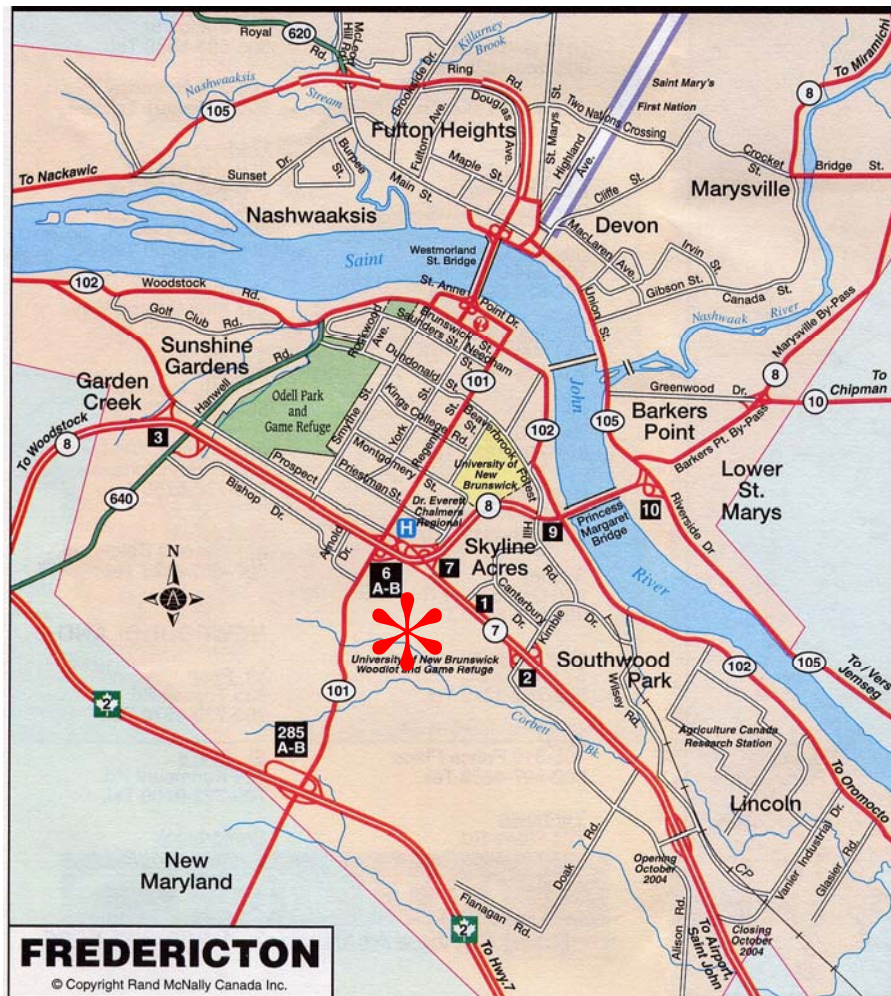 Royal
620
Rd.
McLeod
Hill Rd.
Killarney
Brook
Brookside Dr.
Ring
Rd.
Nashwaaksis
Stream
105
Saint Mary's
First Nation
To Miramichi
8
Fulton Heights
Fulton Ave.
Douglas
Ave.
St. Marys St.
Two Nations Crossing
Highland
Ave.
Crocket
St.
Bridge St.
To Nackawic
Sunset Dr.
Burpee
St.
Maple St.
Main St.
Cliffe St.
Marysville
Nashwaaksis
Devon
MacLaren Ave.
Irvin
St.
Westmorland
St. Bridge
Saint
Gibson St.
Canada St.
Union St.
Nashwaak
River
Marysville By-Pass
102
Woodstock
Rd.
St. Anne
Point Dr.
Golf Club Rd.
Rookwood
Ave.
Brunswick St.
Saunders St.
Needham
St.
Sunshine
Gardens
Hanwell
Rd.
Dundonald
St.
101
John
Greenwood Dr.
8
To
Chipman
10
Garden
Creek
Odell Park
and
Game Refuge
Smythe St.
Kings College Rd.
York St.
Regent St.
Beaverbrook St.
102
105
Barkers
Point
Barkers Pt. By-Pass
To Woodstock
8
3
Prospect
Montgomery
St.
Priestman St.
University of
New
Brunswick
Forest
Hill
Rd.
Lower
St.
Marys
640
Bishop Dr.
Arnold
Dr.
Dr. Everett
Chalmers
Regional
H
8
9
10
Princess
Margaret
Bridge
Riverside Dr
N
6
A-B
7
Skyline
Acres
1
Canterbury
Dr.
River
7
Kimble Dr.
University of New Brunswick
Woodlot and Game Refuge
2
Southwood
Park
Wilsey Rd.
102
105
To / Vers
Jemseg
101
Corbett Bk.
2
285
A-B
Agriculture Canada
Research Station
To Oromocto
Lincoln
New
Maryland
Doak Rd.
Opening
October
2004
CP
Vanier Industrial Dr.
Glasier Rd.
Flanagan
Rd.
2
To Hwy.7
Alison Rd.
To Airport,
Saint John
Closing
October
2004
FREDERICTON
© Copyright Rand McNally Canada Inc.